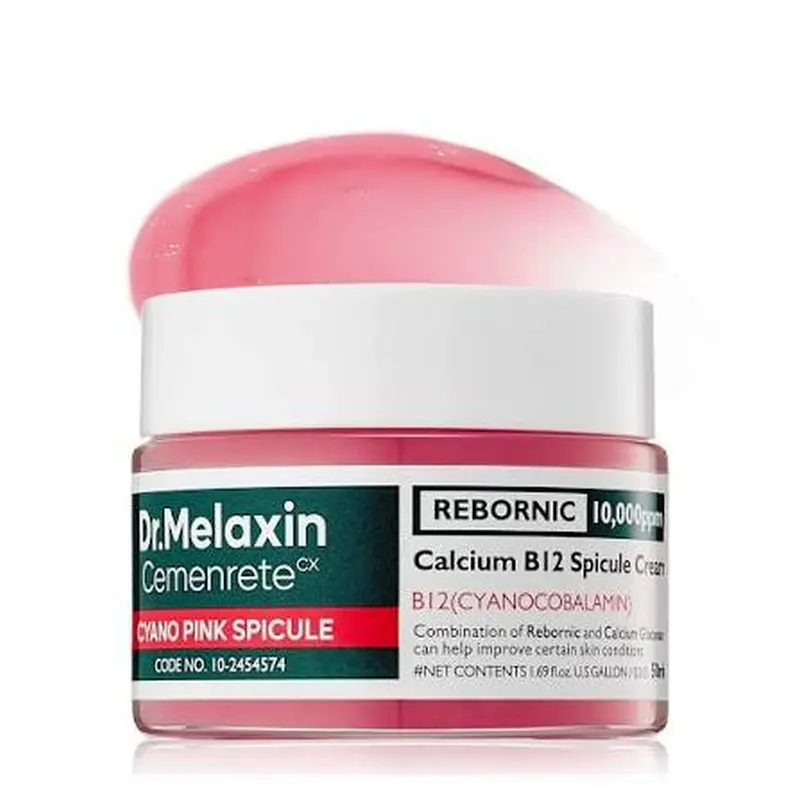 Dr.Melaxin
Cemenrete CX
CYANO PINK SPICULE
CODE NO. 10-2454574
REBORNIC 10,000ppm
Calcium B12 Spicule Cream
B12(CYANOCOBALAMIN)
Combination of Rebornic and Calcium
can help improve certain skin conditions.
#NET CONTENTS 1.69 fl.oz. U.S GALLON / 50ml